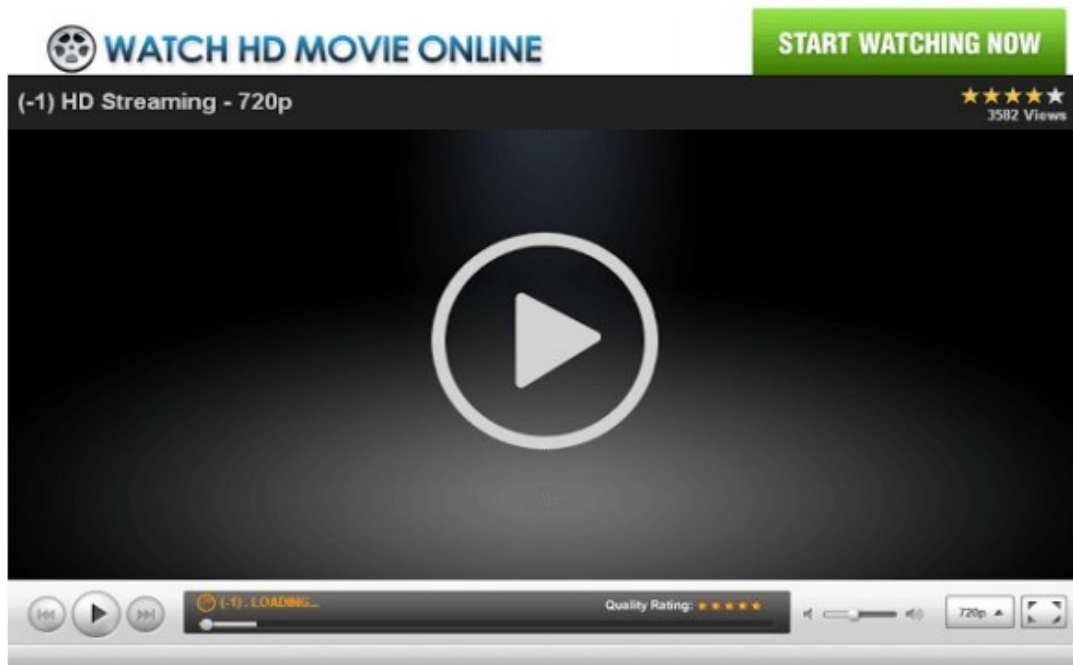 WATCH HD MOVIE ONLINE
START WATCHING NOW
(-1) HD Streaming - 720p
3582 Views
(-1) . LOADING...
Quality Rating:
720p